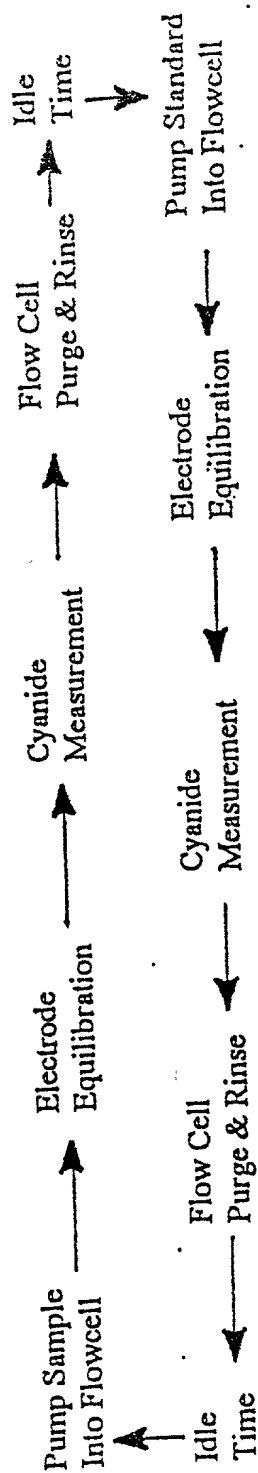 Pump Sample
Into Flowcell
Electrode
Equilibration
Cyanide
Measurement
Flow Cell
Purge & Rinse
Idle
Time
Pump Standard
Into Flowcell
Electrode
Equilibration
Cyanide
Measurement
Flow Cell
Purge & Rinse
Idle
Time